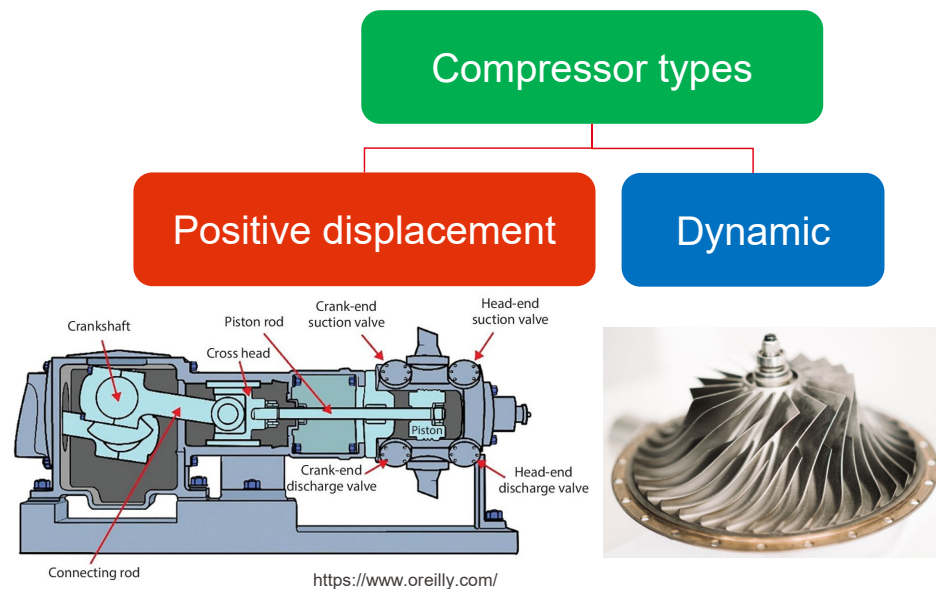 Compressor types
Positive displacement
Dynamic
Crank-end
suction valve
Head-end
suction valve
Crankshaft
Piston rod
Cross head
Piston
Crank-end
discharge valve
Head-end
discharge valve
Connecting rod
https://www.oreilly.com/